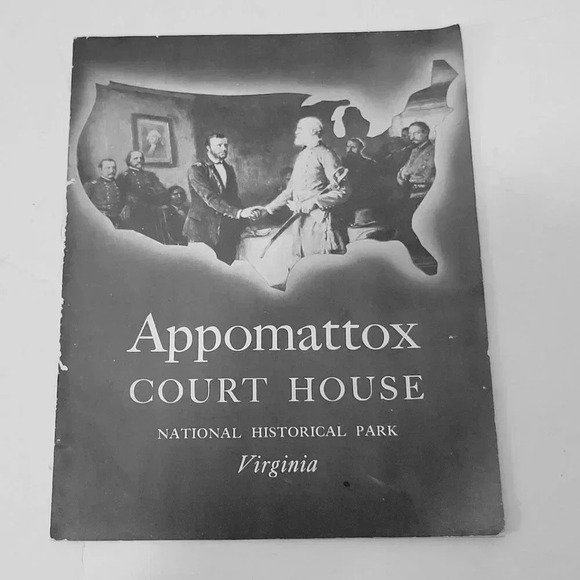 Appomattox
COURT HOUSE
NATIONAL HISTORICAL PARK
Virginia